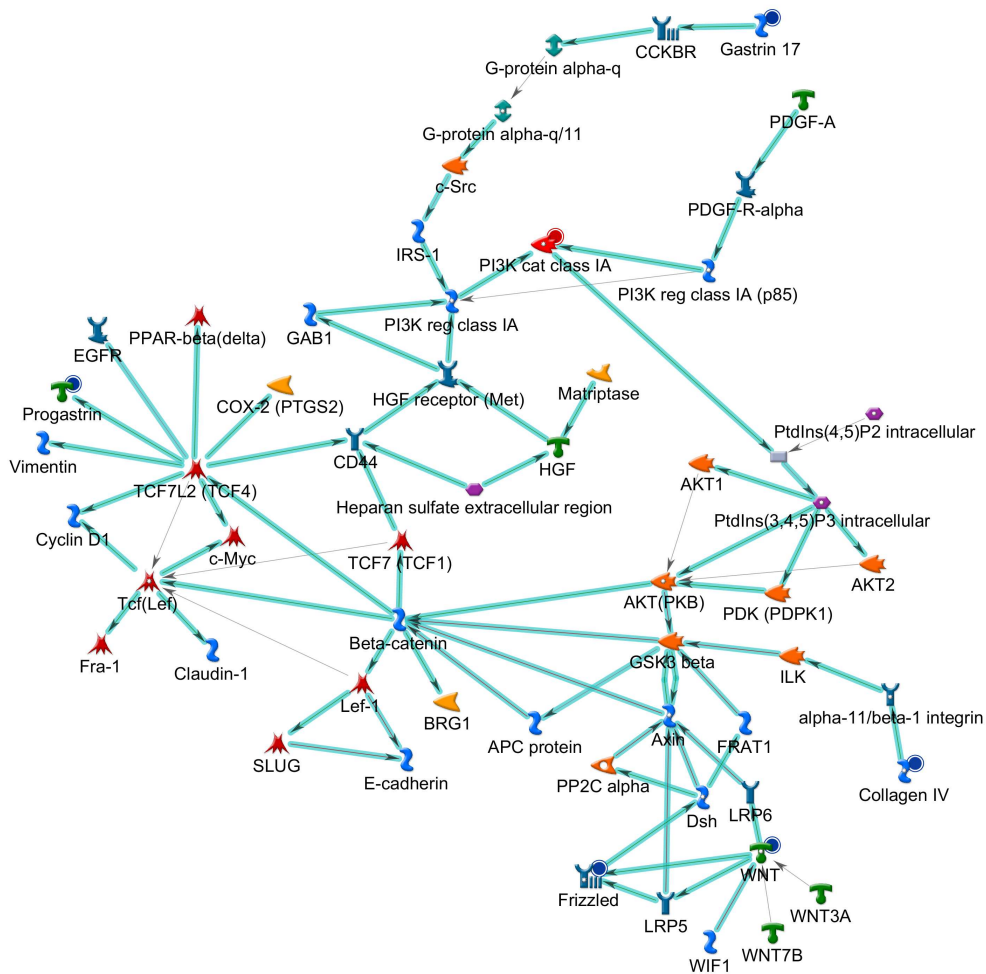 CCKBR
Gastrin 17
G-protein alpha-q
PDGF-A
G-protein alpha-q/11
c-Src
PDGF-R-alpha
IRS-1
PI3K cat class IA
PI3K reg class IA (p85)
PI3K reg class IA
GAB1
PPAR-beta(delta)
EGFR
Matriptase
HGF receptor (Met)
COX-2 (PTGS2)
Progastrin
PtdIns(4,5)P2 intracellular
Vimentin
CD44
HGF
TCF7L2 (TCF4)
AKT1
Heparan sulfate extracellular region
PtdIns(3,4,5)P3 intracellular
Cyclin D1
c-Myc
TCF7 (TCF1)
AKT2
Tcf(Lef)
AKT(PKB)
PDK (PDPK1)
Beta-catenin
Fra-1
Claudin-1
GSK3 beta
ILK
Lef-1
BRG1
APC protein
Axin
FRAT1
alpha-11/beta-1 integrin
SLUG
E-cadherin
PP2C alpha
Collagen IV
Dsh
LRP6
WNT
Frizzled
WNT3A
LRP5
WNT7B
WIF1